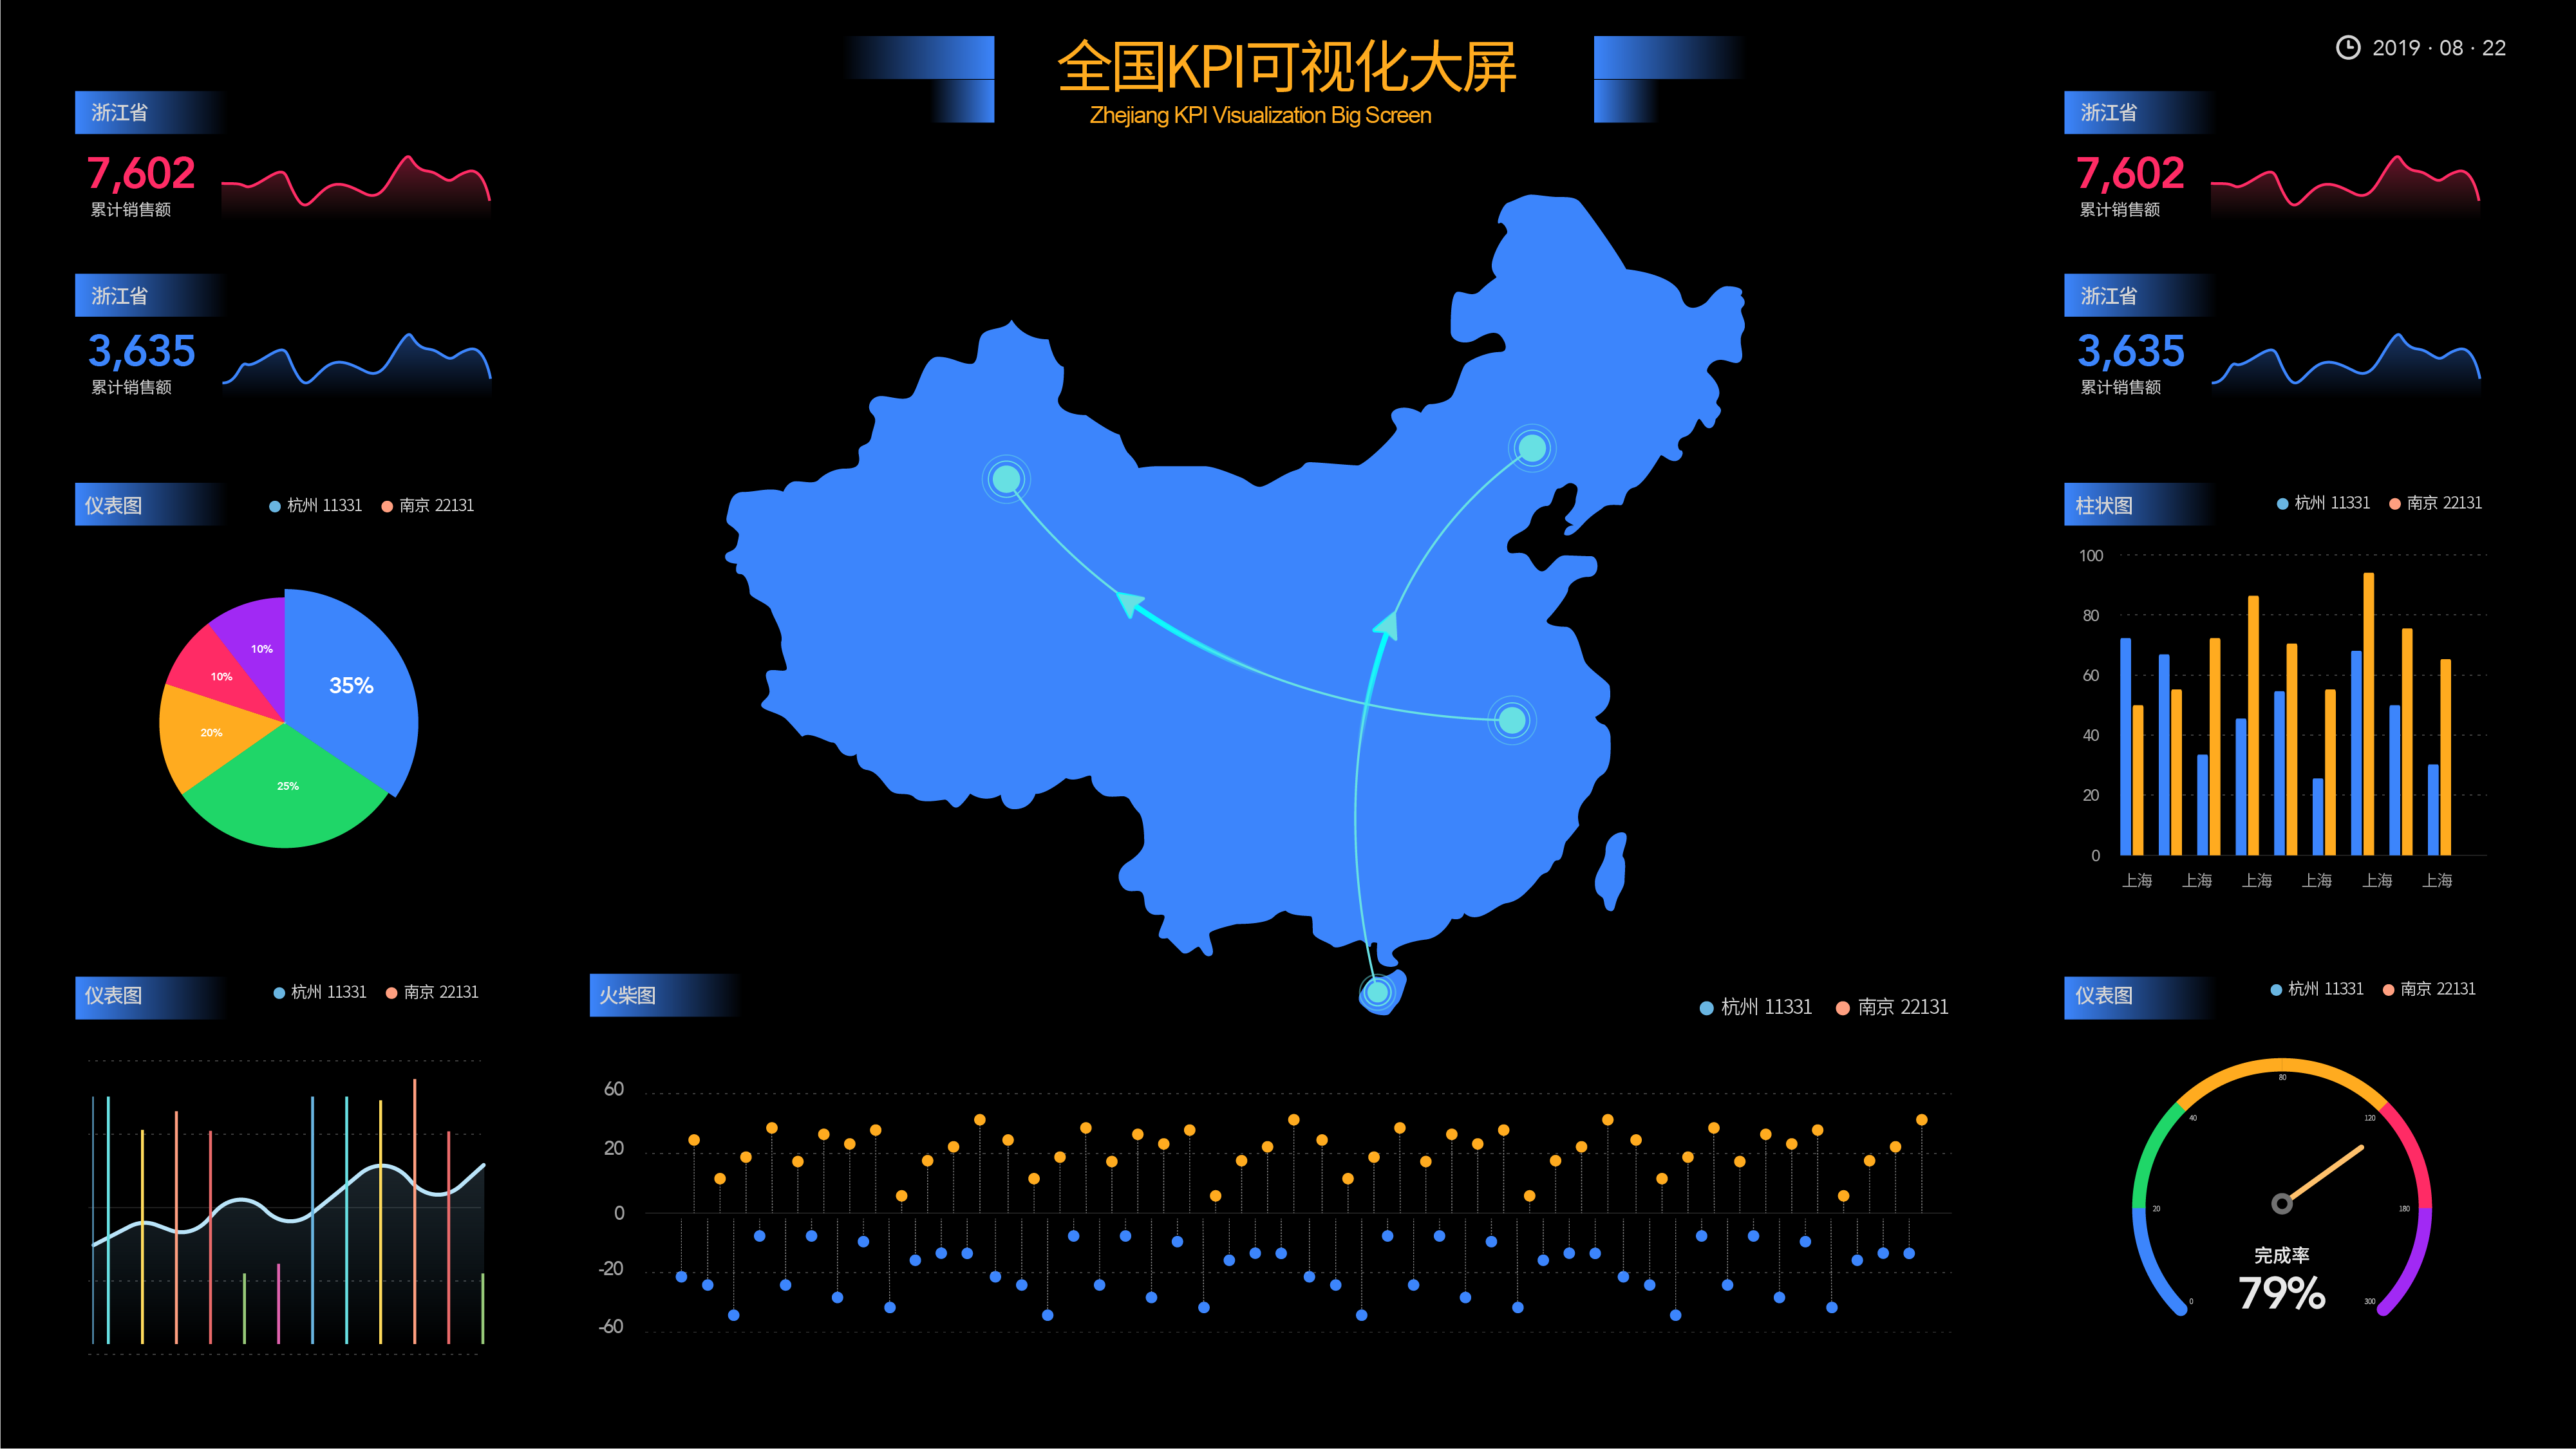 全国KPI可视化大屏
Zhejiang KPI Visualization Big Screen
2019 · 08 · 22
浙江省
7,602
累计销售额
浙江省
3,635
累计销售额
仪表图
杭州 11331 南京 22131
35%
25%
20%
10%
10%
仪表图
杭州 11331 南京 22131
火柴图
杭州 11331 南京 22131
60
20
0
-20
-60
浙江省
7,602
累计销售额
浙江省
3,635
累计销售额
柱状图
杭州 11331 南京 22131
100
80
60
40
20
0
上海 上海 上海 上海 上海 上海
仪表图
杭州 11331 南京 22131
0
20
40
80
120
180
300
完成率
79%